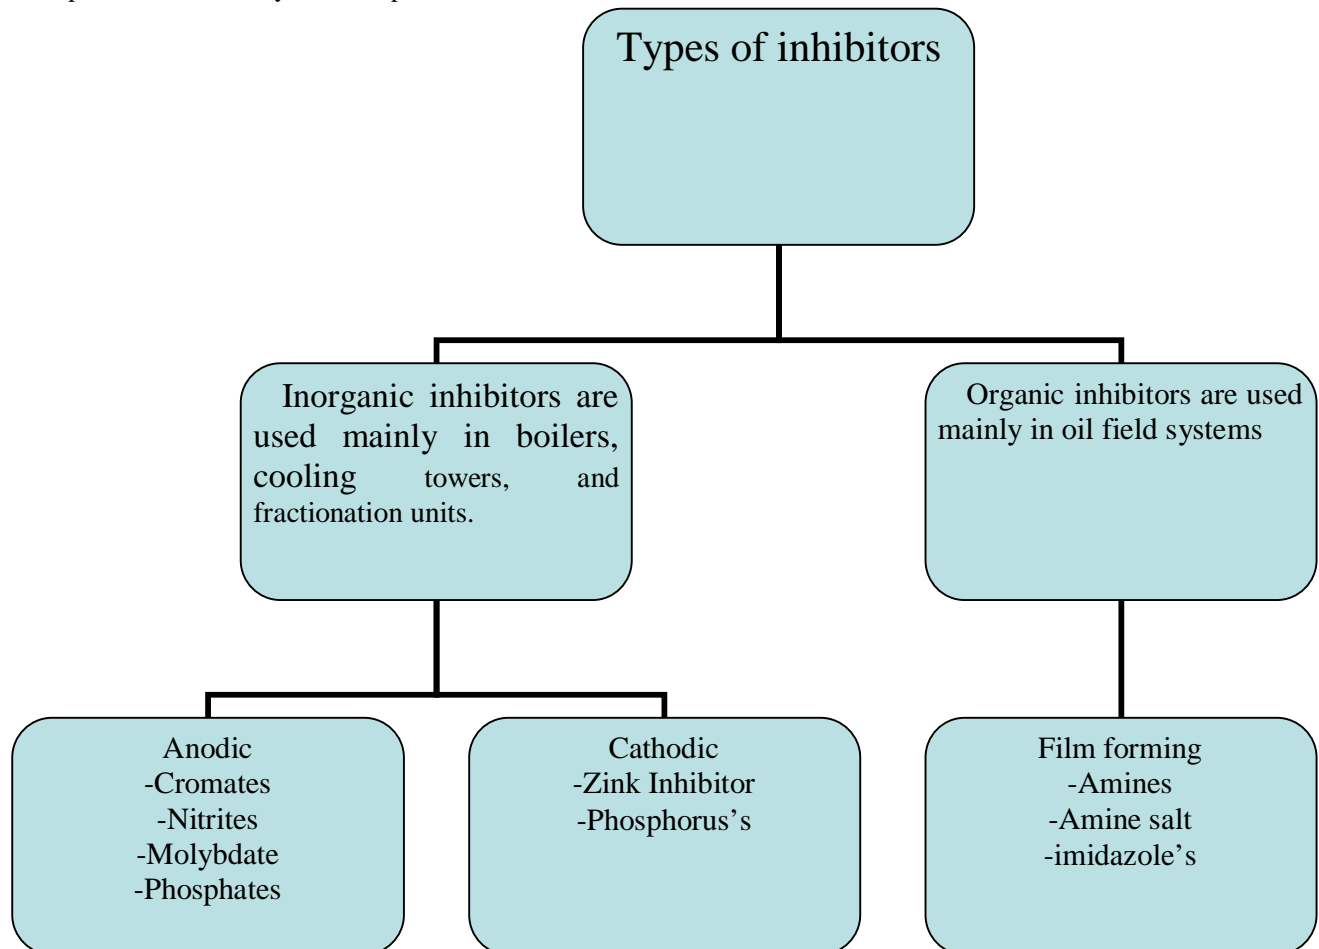 Types of inhibitors
Inorganic inhibitors are
used mainly in boilers,
cooling towers, and
fractionation units.
Organic inhibitors are used
mainly in oil field systems
Anodic
-Cromates
-Nitrites
-Molybdate
-Phosphates
Cathodic
-Zink Inhibitor
-Phosphorus’s
Film forming
-Amines
-Amine salt
-imidazole’s